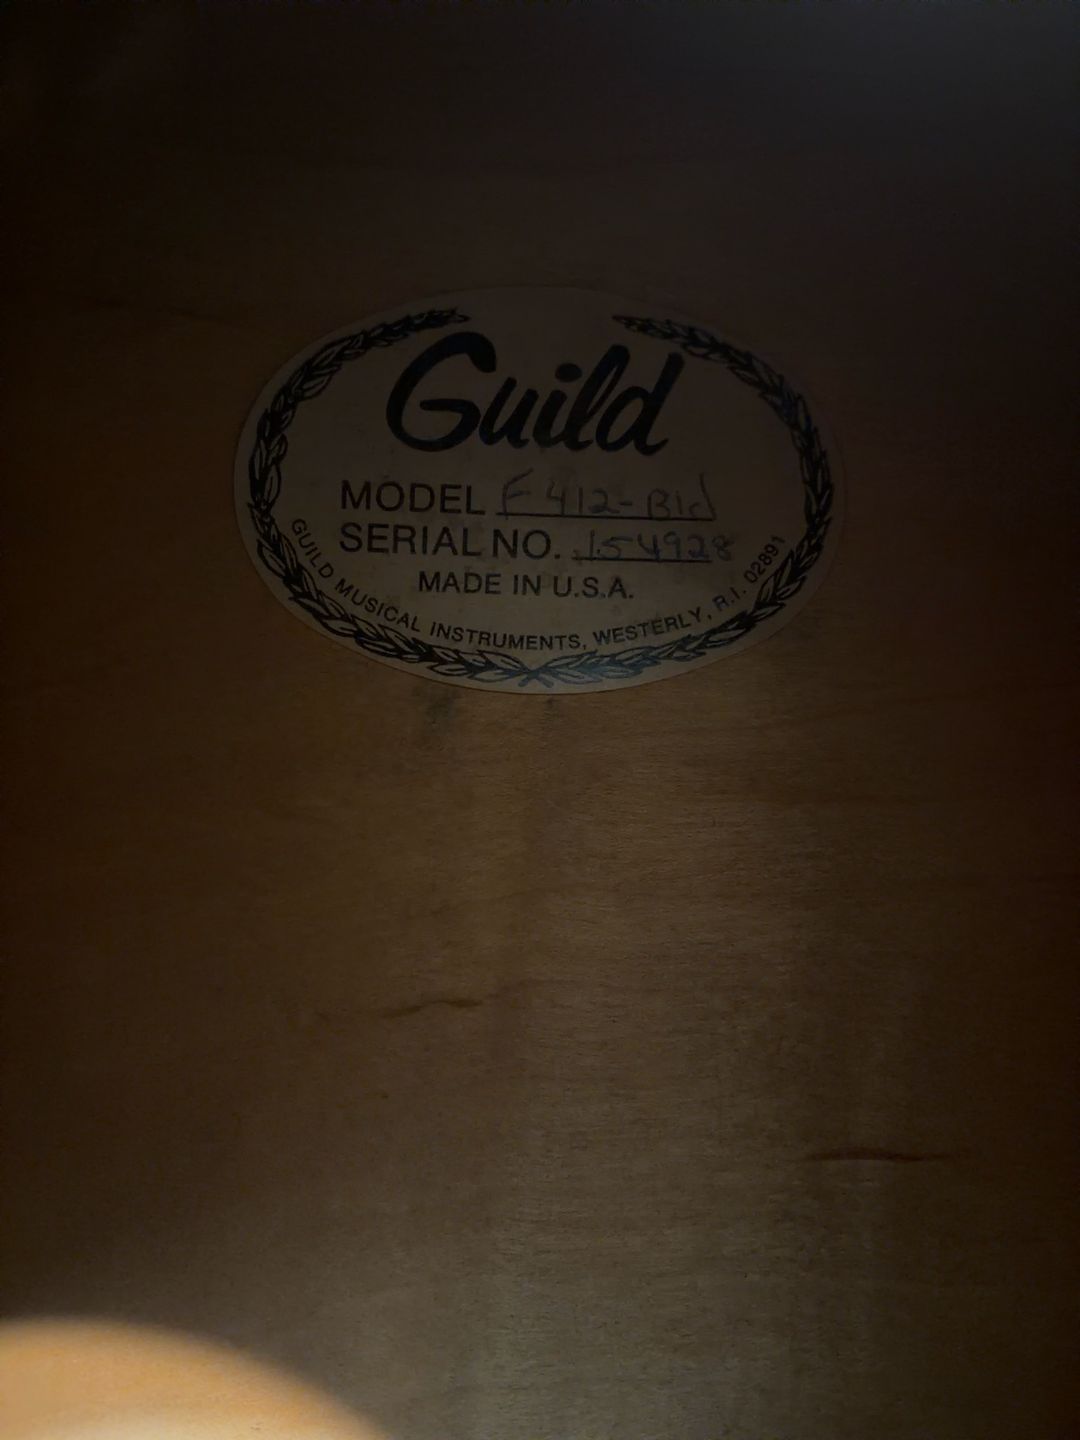 Guild
MODEL F412-Bld
SERIAL NO. 154928
MADE IN U.S.A.
GUILD MUSICAL INSTRUMENTS, WESTERLY, R.I. 02891